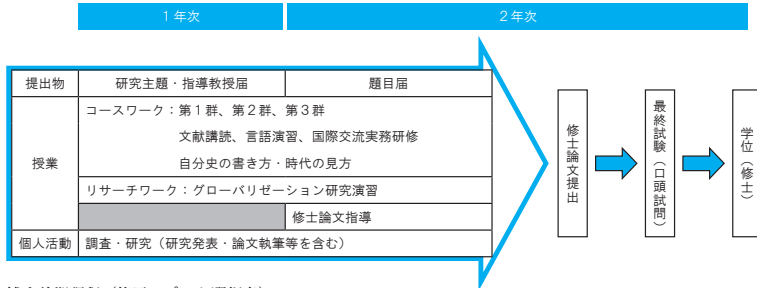 1年次
2年次
提出物
研究主題・指導教授届
題目届
授業
コースワーク：第1群、第2群、第3群
文献講読、言語演習、国際交流実務研修
自分史の書き方・時代の見方
リサーチワーク：グローバリゼーション研究演習
修士論文指導
個人活動
調査・研究（研究発表・論文執筆等を含む）
修士論文提出
最終試験（口頭試問）
学位（修士）